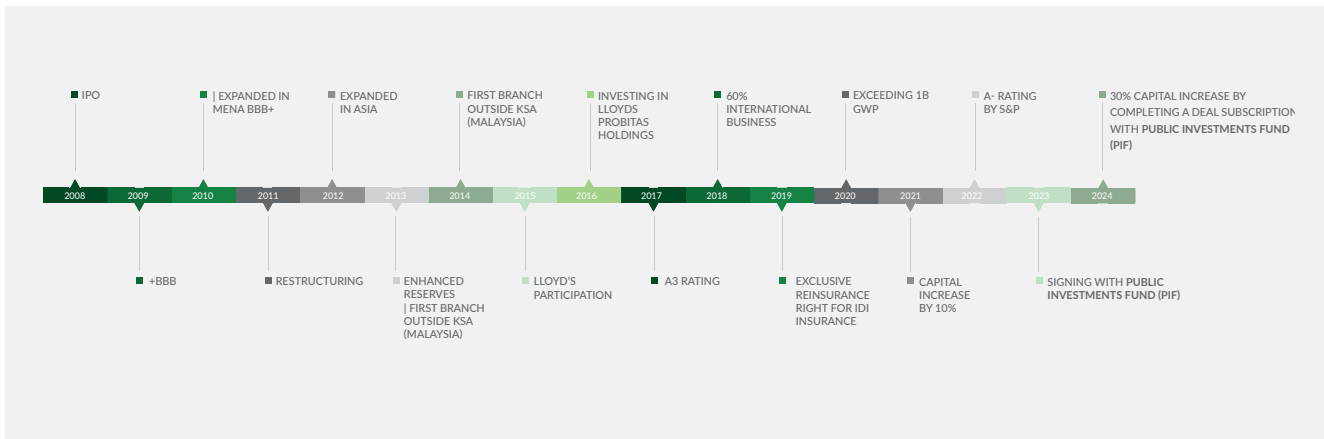 IPO
| EXPANDED IN
MENA BBB+
EXPANDED
IN ASIA
FIRST BRANCH
OUTSIDE KSA
(MALAYSIA)
INVESTING IN
LLOYDS
PROBITAS
HOLDINGS
60%
INTERNATIONAL
BUSINESS
EXCEEDING 1B
GWP
A- RATING
BY S&P
30% CAPITAL INCREASE BY
COMPLETING A DEAL SUBSCRIPTION
WITH PUBLIC INVESTMENTS FUND
(PIF)
2008 2009 2010 2011 2012 2013 2014 2015 2016 2017 2018 2019 2020 2021 2022 2023 2024
+BBB
RESTRUCTURING
ENHANCED
RESERVES
| FIRST BRANCH
OUTSIDE KSA
(MALAYSIA)
LLOYD'S
PARTICIPATION
A3 RATING
EXCLUSIVE
REINSURANCE
RIGHT FOR IDI
INSURANCE
CAPITAL
INCREASE
BY 10%
SIGNING WITH PUBLIC
INVESTMENTS FUND (PIF)